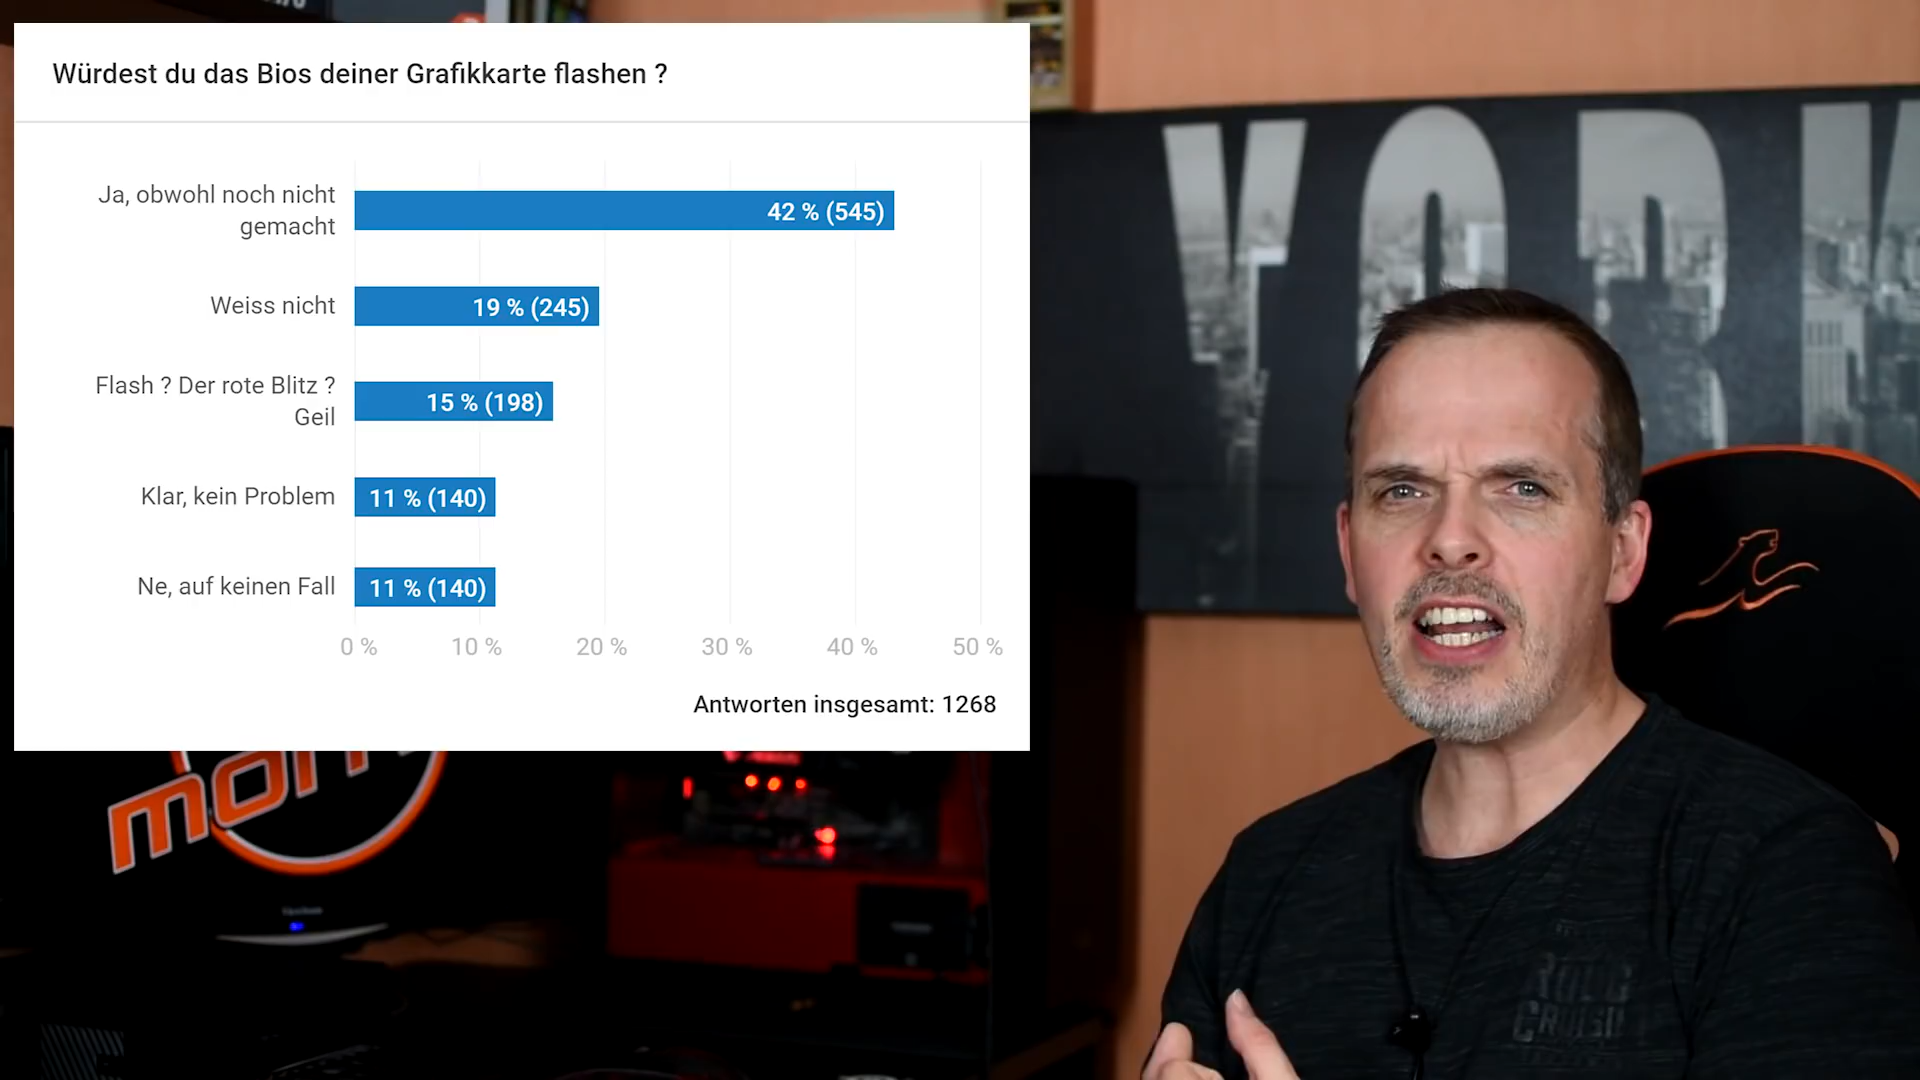 Würdest du das Bios deiner Grafikkarte flashen ?
Ja, obwohl noch nicht
gemacht
42 % (545)
Weiss nicht
19 % (245)
Flash ? Der rote Blitz ?
Geil
15 % (198)
Klar, kein Problem
11 % (140)
Ne, auf keinen Fall
11 % (140)
0 %
10 %
20 %
30 %
40 %
50 %
Antworten insgesamt: 1268
YORK